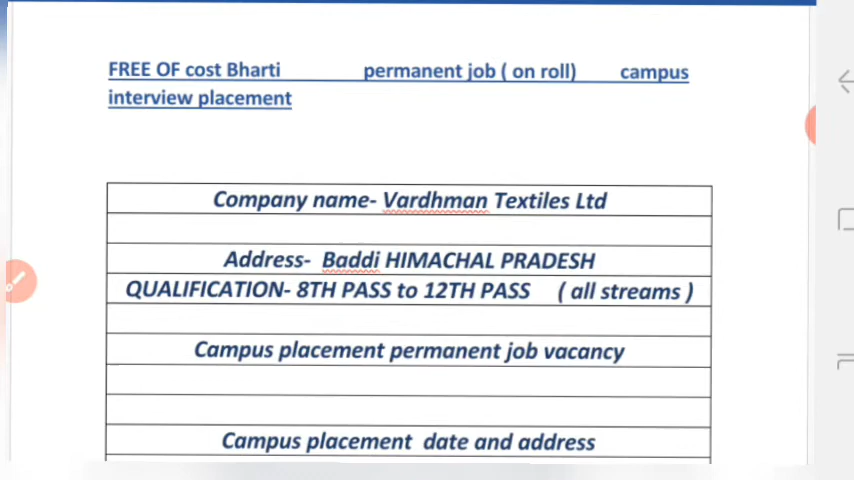 FREE OF cost Bharti permanent job ( on roll) campus
interview placement
Company name- Vardhman Textiles Ltd
Address- Baddi HIMACHAL PRADESH
QUALIFICATION- 8TH PASS to 12TH PASS ( all streams )
Campus placement permanent job vacancy
Campus placement date and address